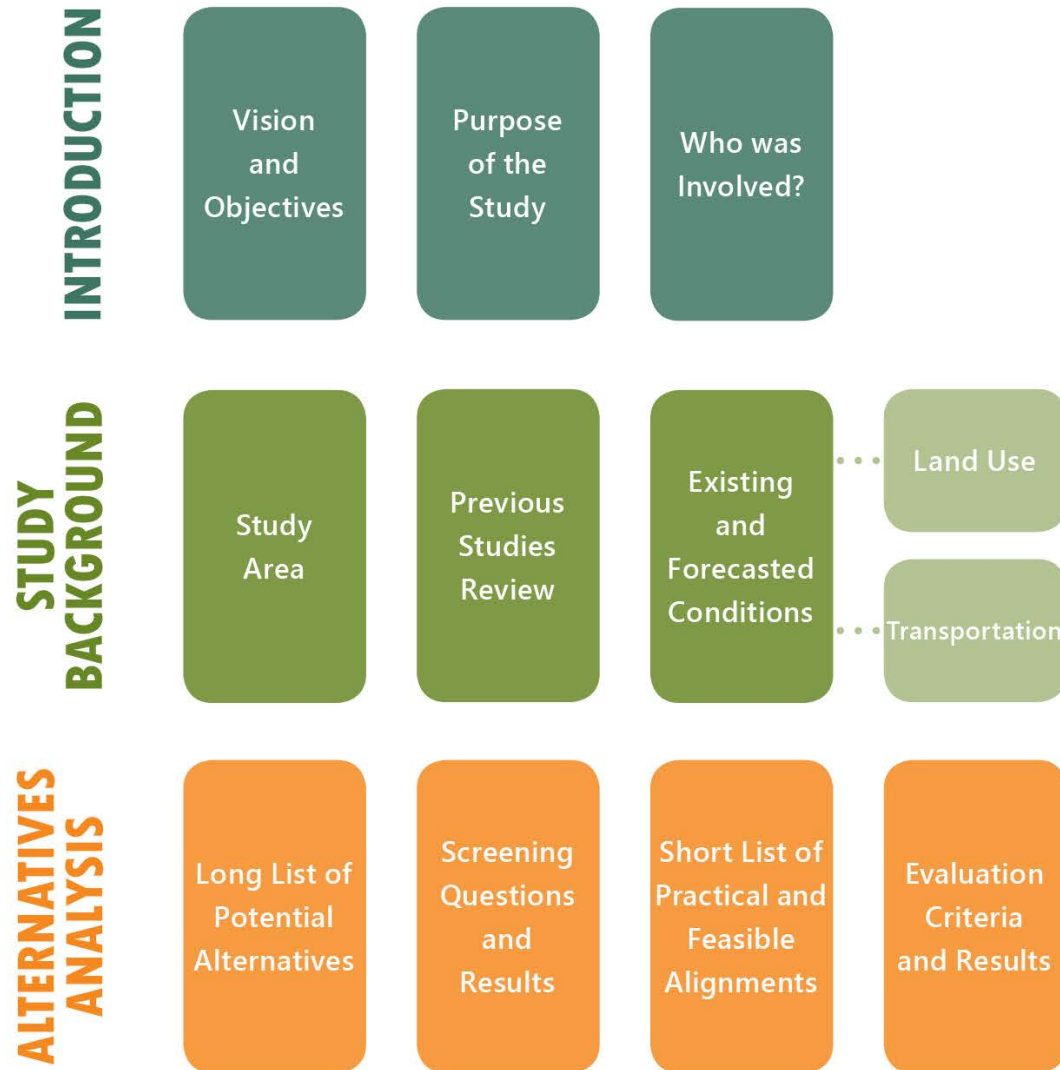 INTRODUCTION
Vision
and
Objectives
Purpose
of the
Study
Who was
Involved?
STUDY
BACKGROUND
Study
Area
Previous
Studies
Review
Existing
and
Forecasted
Conditions
Land Use
Transportation
ALTERNATIVES
ANALYSIS
Long List of
Potential
Alternatives
Screening
Questions
and
Results
Short List of
Practical and
Feasible
Alignments
Evaluation
Criteria
and Results